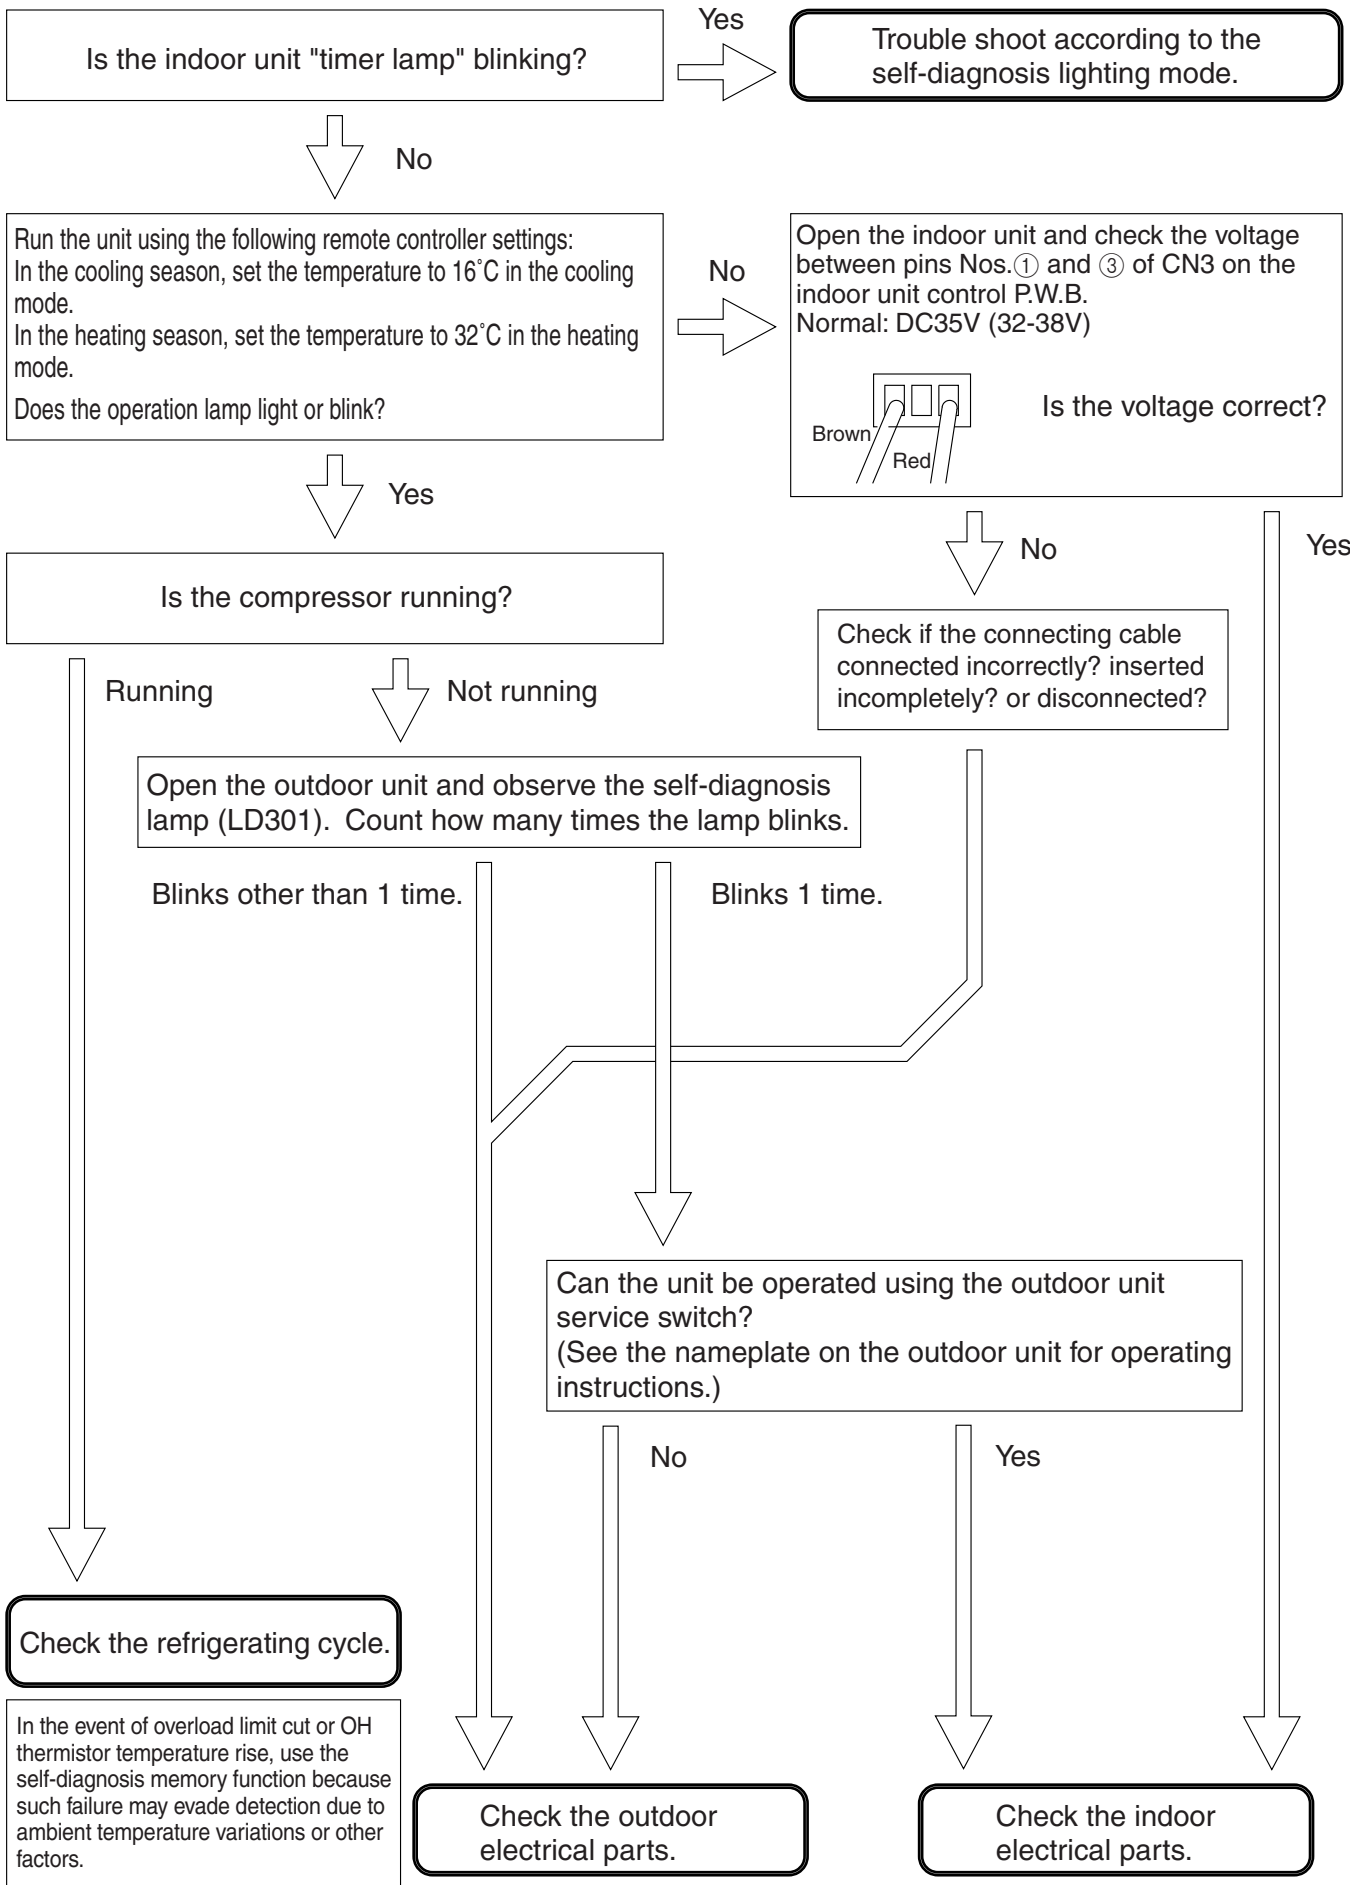 Is the indoor unit "timer lamp" blinking?
Yes
Trouble shoot according to the
self-diagnosis lighting mode.
No
Run the unit using the following remote controller settings:
In the cooling season, set the temperature to 16˚C in the cooling
mode.
In the heating season, set the temperature to 32˚C in the heating
mode.
Does the operation lamp light or blink?
No
Open the indoor unit and check the voltage
between pins Nos.① and ③ of CN3 on the
indoor unit control P.W.B.
Normal: DC35V (32-38V)
Is the voltage correct?
Brown
Red
Yes
No
Yes
Is the compressor running?
Check if the connecting cable
connected incorrectly? inserted
incompletely? or disconnected?
Running
Not running
Open the outdoor unit and observe the self-diagnosis
lamp (LD301). Count how many times the lamp blinks.
Blinks other than 1 time.
Blinks 1 time.
Can the unit be operated using the outdoor unit
service switch?
(See the nameplate on the outdoor unit for operating
instructions.)
No
Yes
Check the refrigerating cycle.
In the event of overload limit cut or OH
thermistor temperature rise, use the
self-diagnosis memory function because
such failure may evade detection due to
ambient temperature variations or other
factors.
Check the outdoor
electrical parts.
Check the indoor
electrical parts.